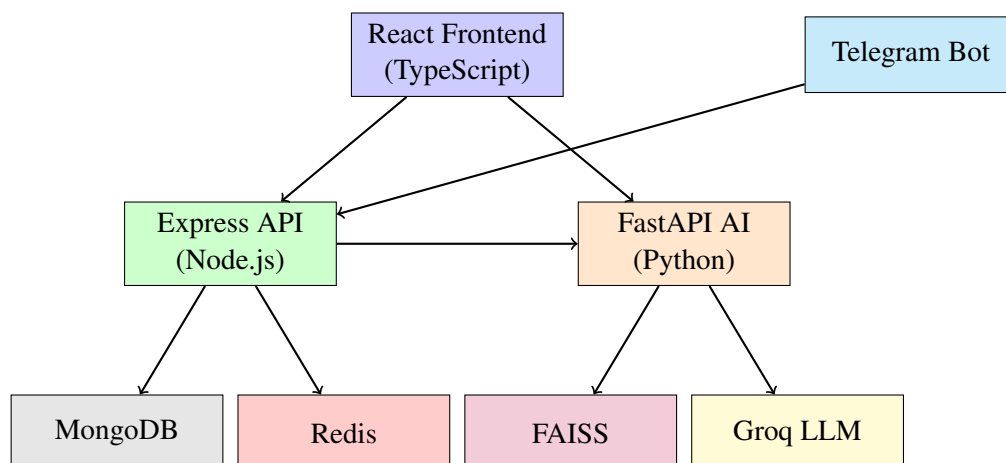 React Frontend
(TypeScript)
Telegram Bot
Express API
(Node.js)
FastAPI AI
(Python)
MongoDB
Redis
FAISS
Groq LLM